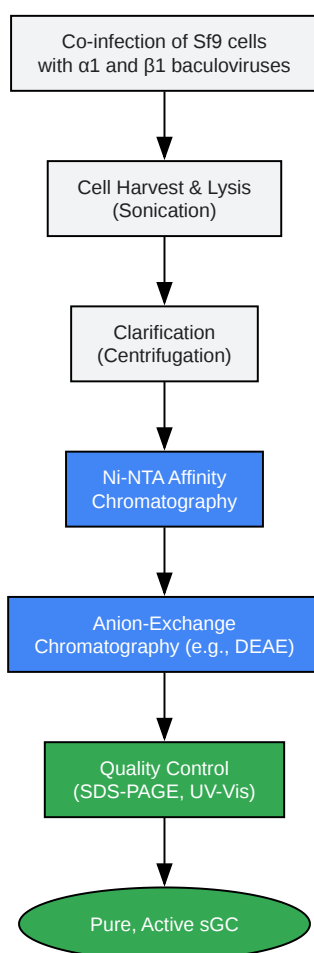 Co-infection of Sf9 cells
with α1 and β1 baculoviruses
Cell Harvest & Lysis
(Sonication)
Clarification
(Centrifugation)
Ni-NTA Affinity
Chromatography
Anion-Exchange
Chromatography (e.g., DEAE)
Quality Control
(SDS-PAGE, UV-Vis)
Pure, Active sGC